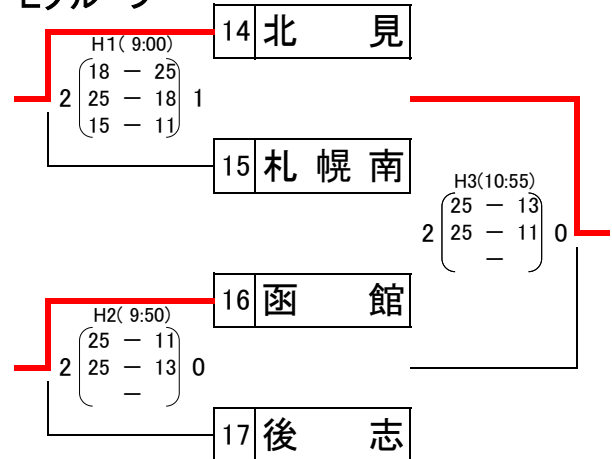 14 北 見
H1( 9:00)
2 18 － 25 1
25 － 18
15 － 11
15 札 幌 南
H3(10:55)
2 25 － 13 0
25 － 11
－
16 函 館
H2( 9:50)
2 25 － 11 0
25 － 13
－
17 後 志